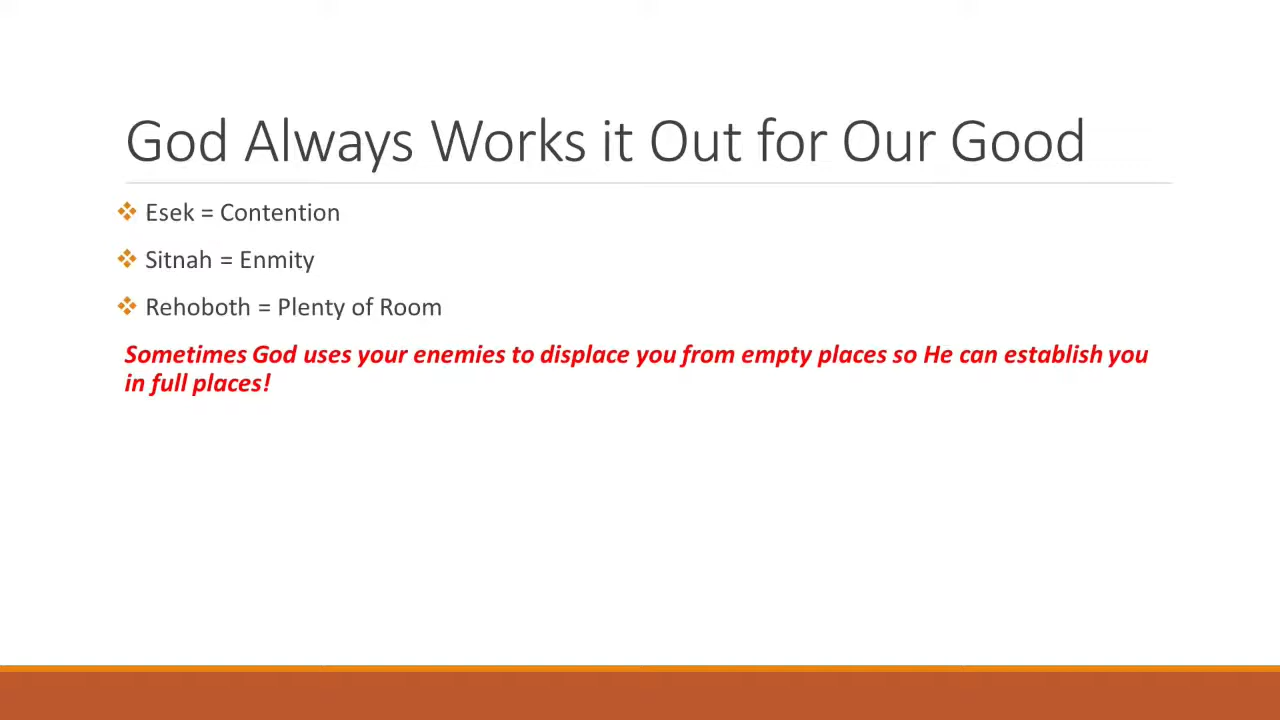 God Always Works it Out for Our Good
Esek = Contention
Sitnah = Enmity
Rehoboth = Plenty of Room
Sometimes God uses your enemies to displace you from empty places so He can establish you
in full places!